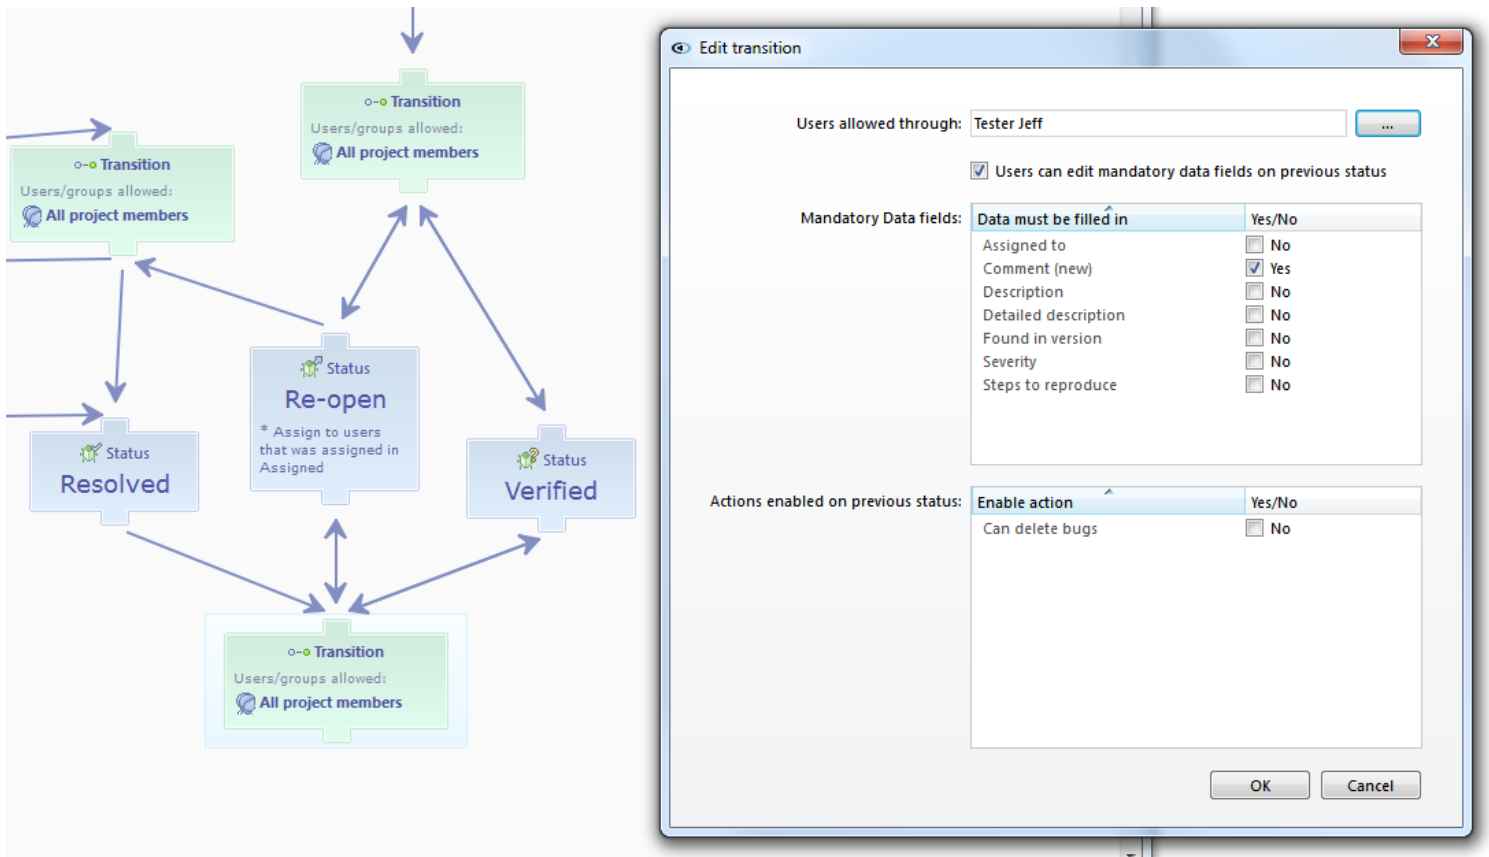 Transition
Users/groups allowed:
All project members
Transition
Users/groups allowed:
All project members
Status
Re-open
* Assign to users
that was assigned in
Assigned
Status
Resolved
Status
Verified
Transition
Users/groups allowed:
All project members
Edit transition
Users allowed through: Tester Jeff ...
Users can edit mandatory data fields on previous status
Mandatory Data fields: Data must be filled in Yes/No
Assigned to No
Comment (new) Yes
Description No
Detailed description No
Found in version No
Severity No
Steps to reproduce No
Actions enabled on previous status: Enable action Yes/No
Can delete bugs No
OK Cancel